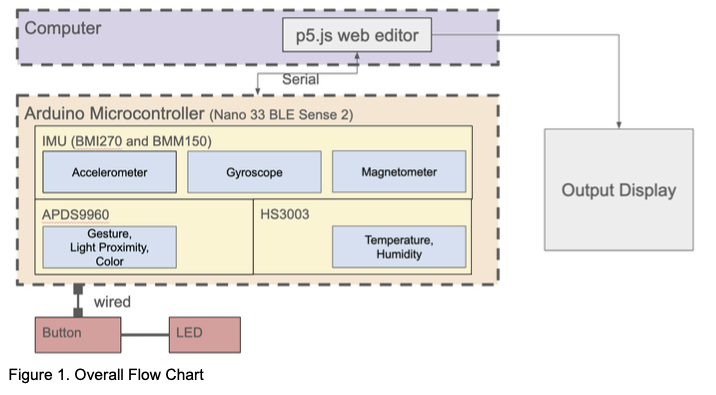 Computer
p5.js web editor
Serial
Arduino Microcontroller (Nano 33 BLE Sense 2)
IMU (BMI270 and BMM150)
Accelerometer
Gyroscope
Magnetometer
APDS9960
HS3003
Gesture,
Light Proximity,
Color
Temperature,
Humidity
Output Display
wired
Button
LED
Figure 1. Overall Flow Chart